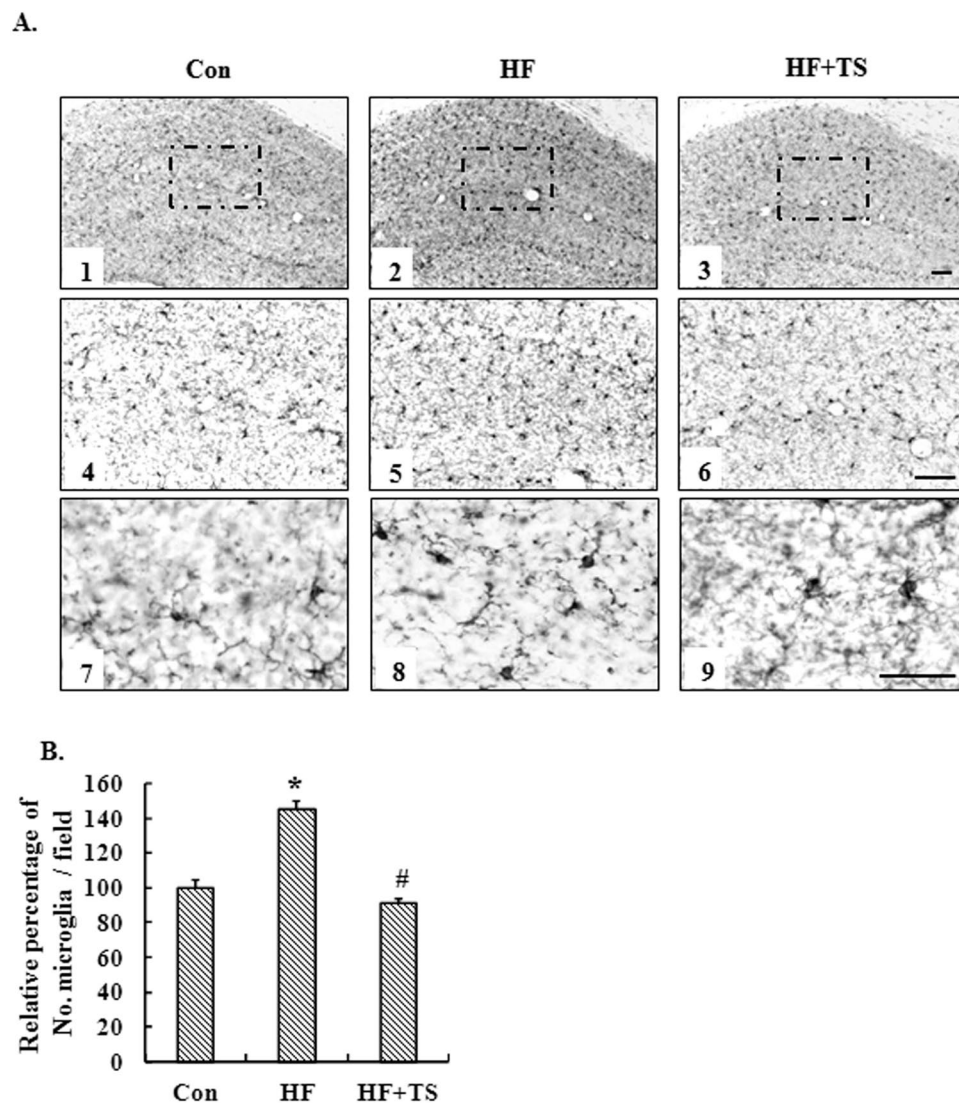 A.
Con HF HF+TS
1 2 3
4 5 6
7 8 9
B.
Relative percentage of
No. microglia / field
160
140
120
100
80
60
40
20
0
*
#
Con HF HF+TS